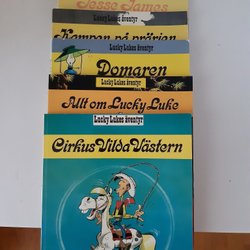 Jesse James
Lucky Lukes äventyr
Kampen på prärien
Lucky Lukes äventyr
Domaren
Lucky Lukes äventyr
Allt om Lucky Luke
Lucky Lukes äventyr
Cirkus Vilda Västern